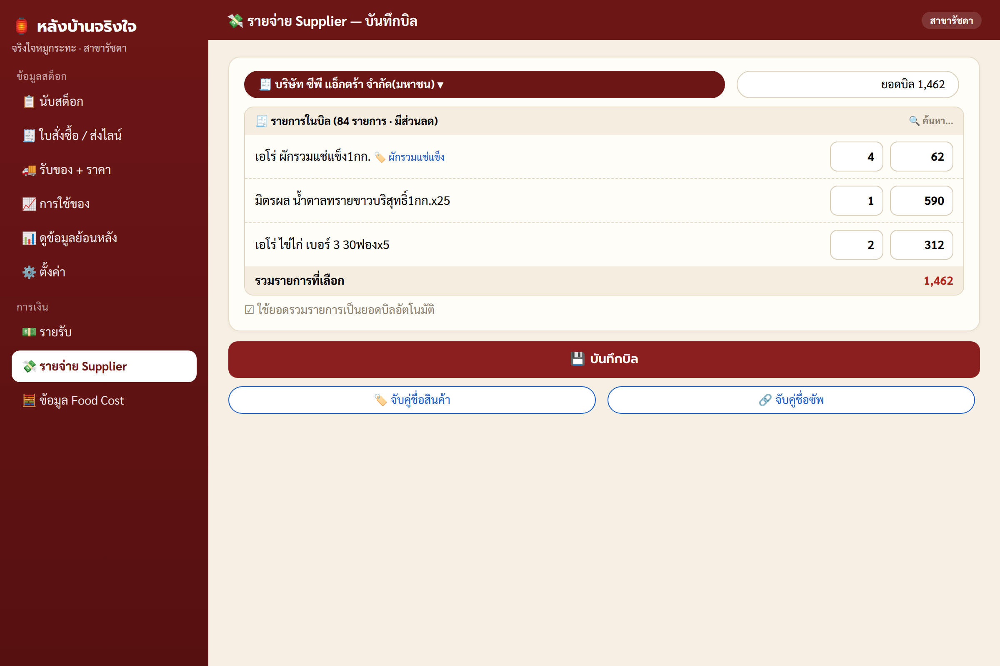 🏮 หลังบ้านจริงใจ
จริงใจหมูกระทะ · สาขารัชดา
ข้อมูลสต็อก
📋 นับสต็อก
🧾 ใบสั่งซื้อ / ส่งไลน์
🚚 รับของ + ราคา
📈 การใช้ของ
📊 ดูข้อมูลย้อนหลัง
⚙️ ตั้งค่า
การเงิน
💵 รายรับ
💸 รายจ่าย Supplier
🧮 ข้อมูล Food Cost
💸 รายจ่าย Supplier — บันทึกบิล
สาขารัชดา
🧾 บริษัท ซีพี แอ็กตร้า จำกัด(มหาชน) ▾
ยอดบิล 1,462
🧾 รายการในบิล (84 รายการ · มีส่วนลด)
🔍 ค้นหา...
เอโร่ ผักรวมแช่แข็ง1กก. 🏷️ ผักรวมแช่แข็ง 4 62
มิตรผล น้ำตาลทรายขาวบริสุทธิ์1กก.x25 1 590
เอโร่ ไข่ไก่ เบอร์ 3 30ฟองx5 2 312
รวมรายการที่เลือก 1,462
☑ ใช้ยอดรวมรายการเป็นยอดบิลอัตโนมัติ
💾 บันทึกบิล
🏷️ จับคู่ชื่อสินค้า
🔗 จับคู่ชื่อซัพ